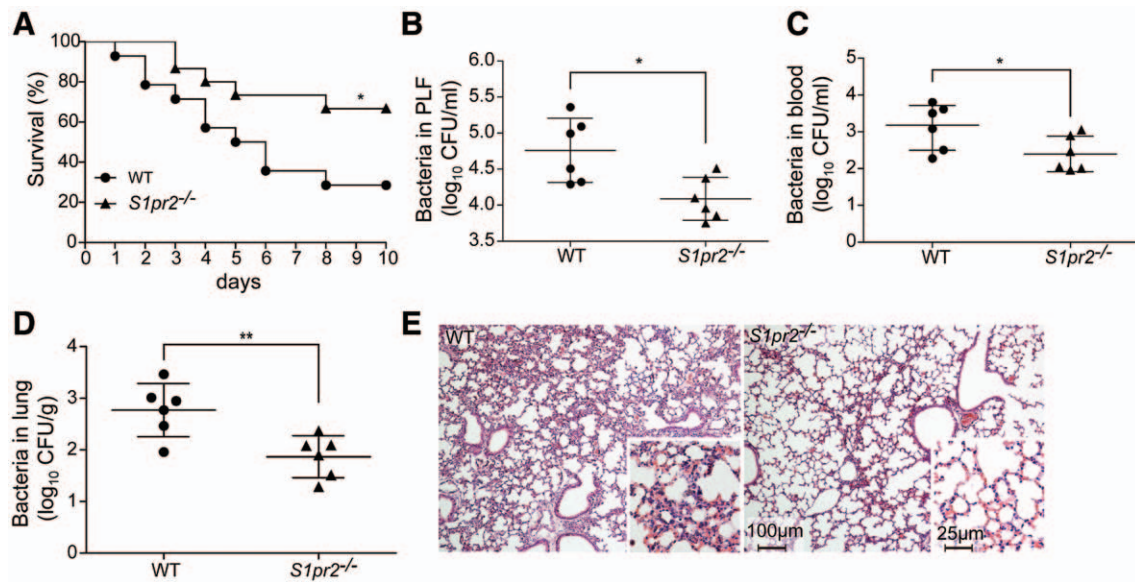 A
Survival (%)
100
80
60
40
20
0
WT
S1pr2-/-
*
0 1 2 3 4 5 6 7 8 9 10
days
B
Bacteria in PLF
(log10 CFU/ml)
6.0
5.5
5.0
4.5
4.0
3.5
*
WT S1pr2-/-
C
Bacteria in blood
(log10 CFU/ml)
5
4
3
2
1
0
*
WT S1pr2-/-
D
Bacteria in lung
(log10 CFU/g)
4
3
2
1
0
**
WT S1pr2-/-
E
WT
S1pr2-/-
100µm
25µm